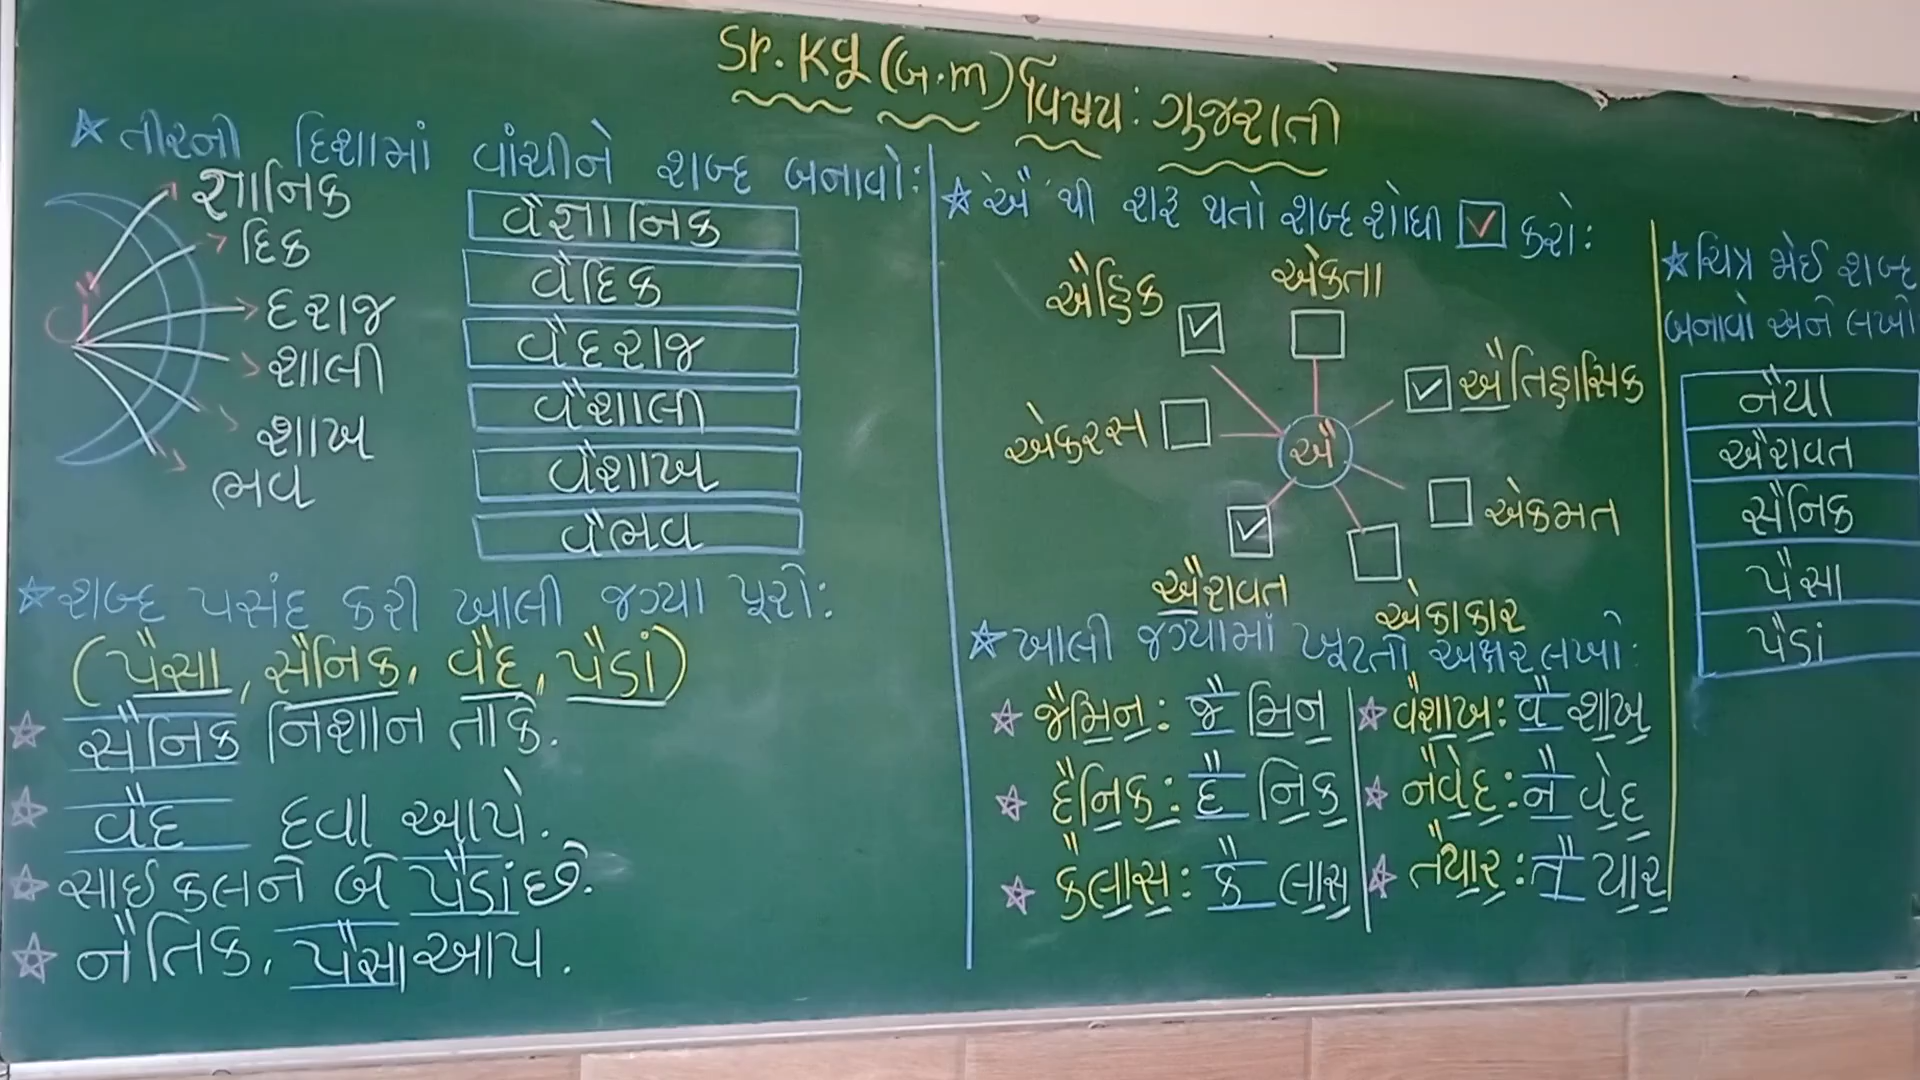 Sr. Kg (G.m) વિષય: ગુજરાતી
તીરની દિશામાં વાંચીને શબ્દ બનાવો:
વૈ
જ્ઞાનિક
દિક
દરાજ
શાલી
શાખ
ભવ
વૈજ્ઞાનિક
વૈદિક
વૈદરાજ
વૈશાલી
વૈશાખ
વૈભવ
શબ્દ પસંદ કરી ખાલી જગ્યા પૂરો:
(પૈસા, સૈનિક, વૈદ, પૈડાં)
સૈનિક નિશાન તાકે.
વૈદ દવા આપે.
સાઈકલને બે પૈડાં છે.
નૈતિક, પૈસા આપ.
'ઐ' થી શરૂ થતો શબ્દ શોધી ✓ કરો:
ઐહિક
એકતા
ઐતિહાસિક
એકરસ
ઐ
એકમત
ઐરાવત
એકાકાર
ખાલી જગ્યામાં ખૂટતો અક્ષર લખો:
જૈમિન: જૈ મિન
દૈનિક: દૈ નિક
કૈલાસ: કૈ લાસ
વૈશાખ: વૈ શાખ
નૈવેદ: નૈ વેદ
તૈયાર: તૈ યાર
ચિત્ર જોઈ શબ્દ
બનાવો અને લખો
નૈયા
ઐરાવત
સૈનિક
પૈસા
પૈડાં